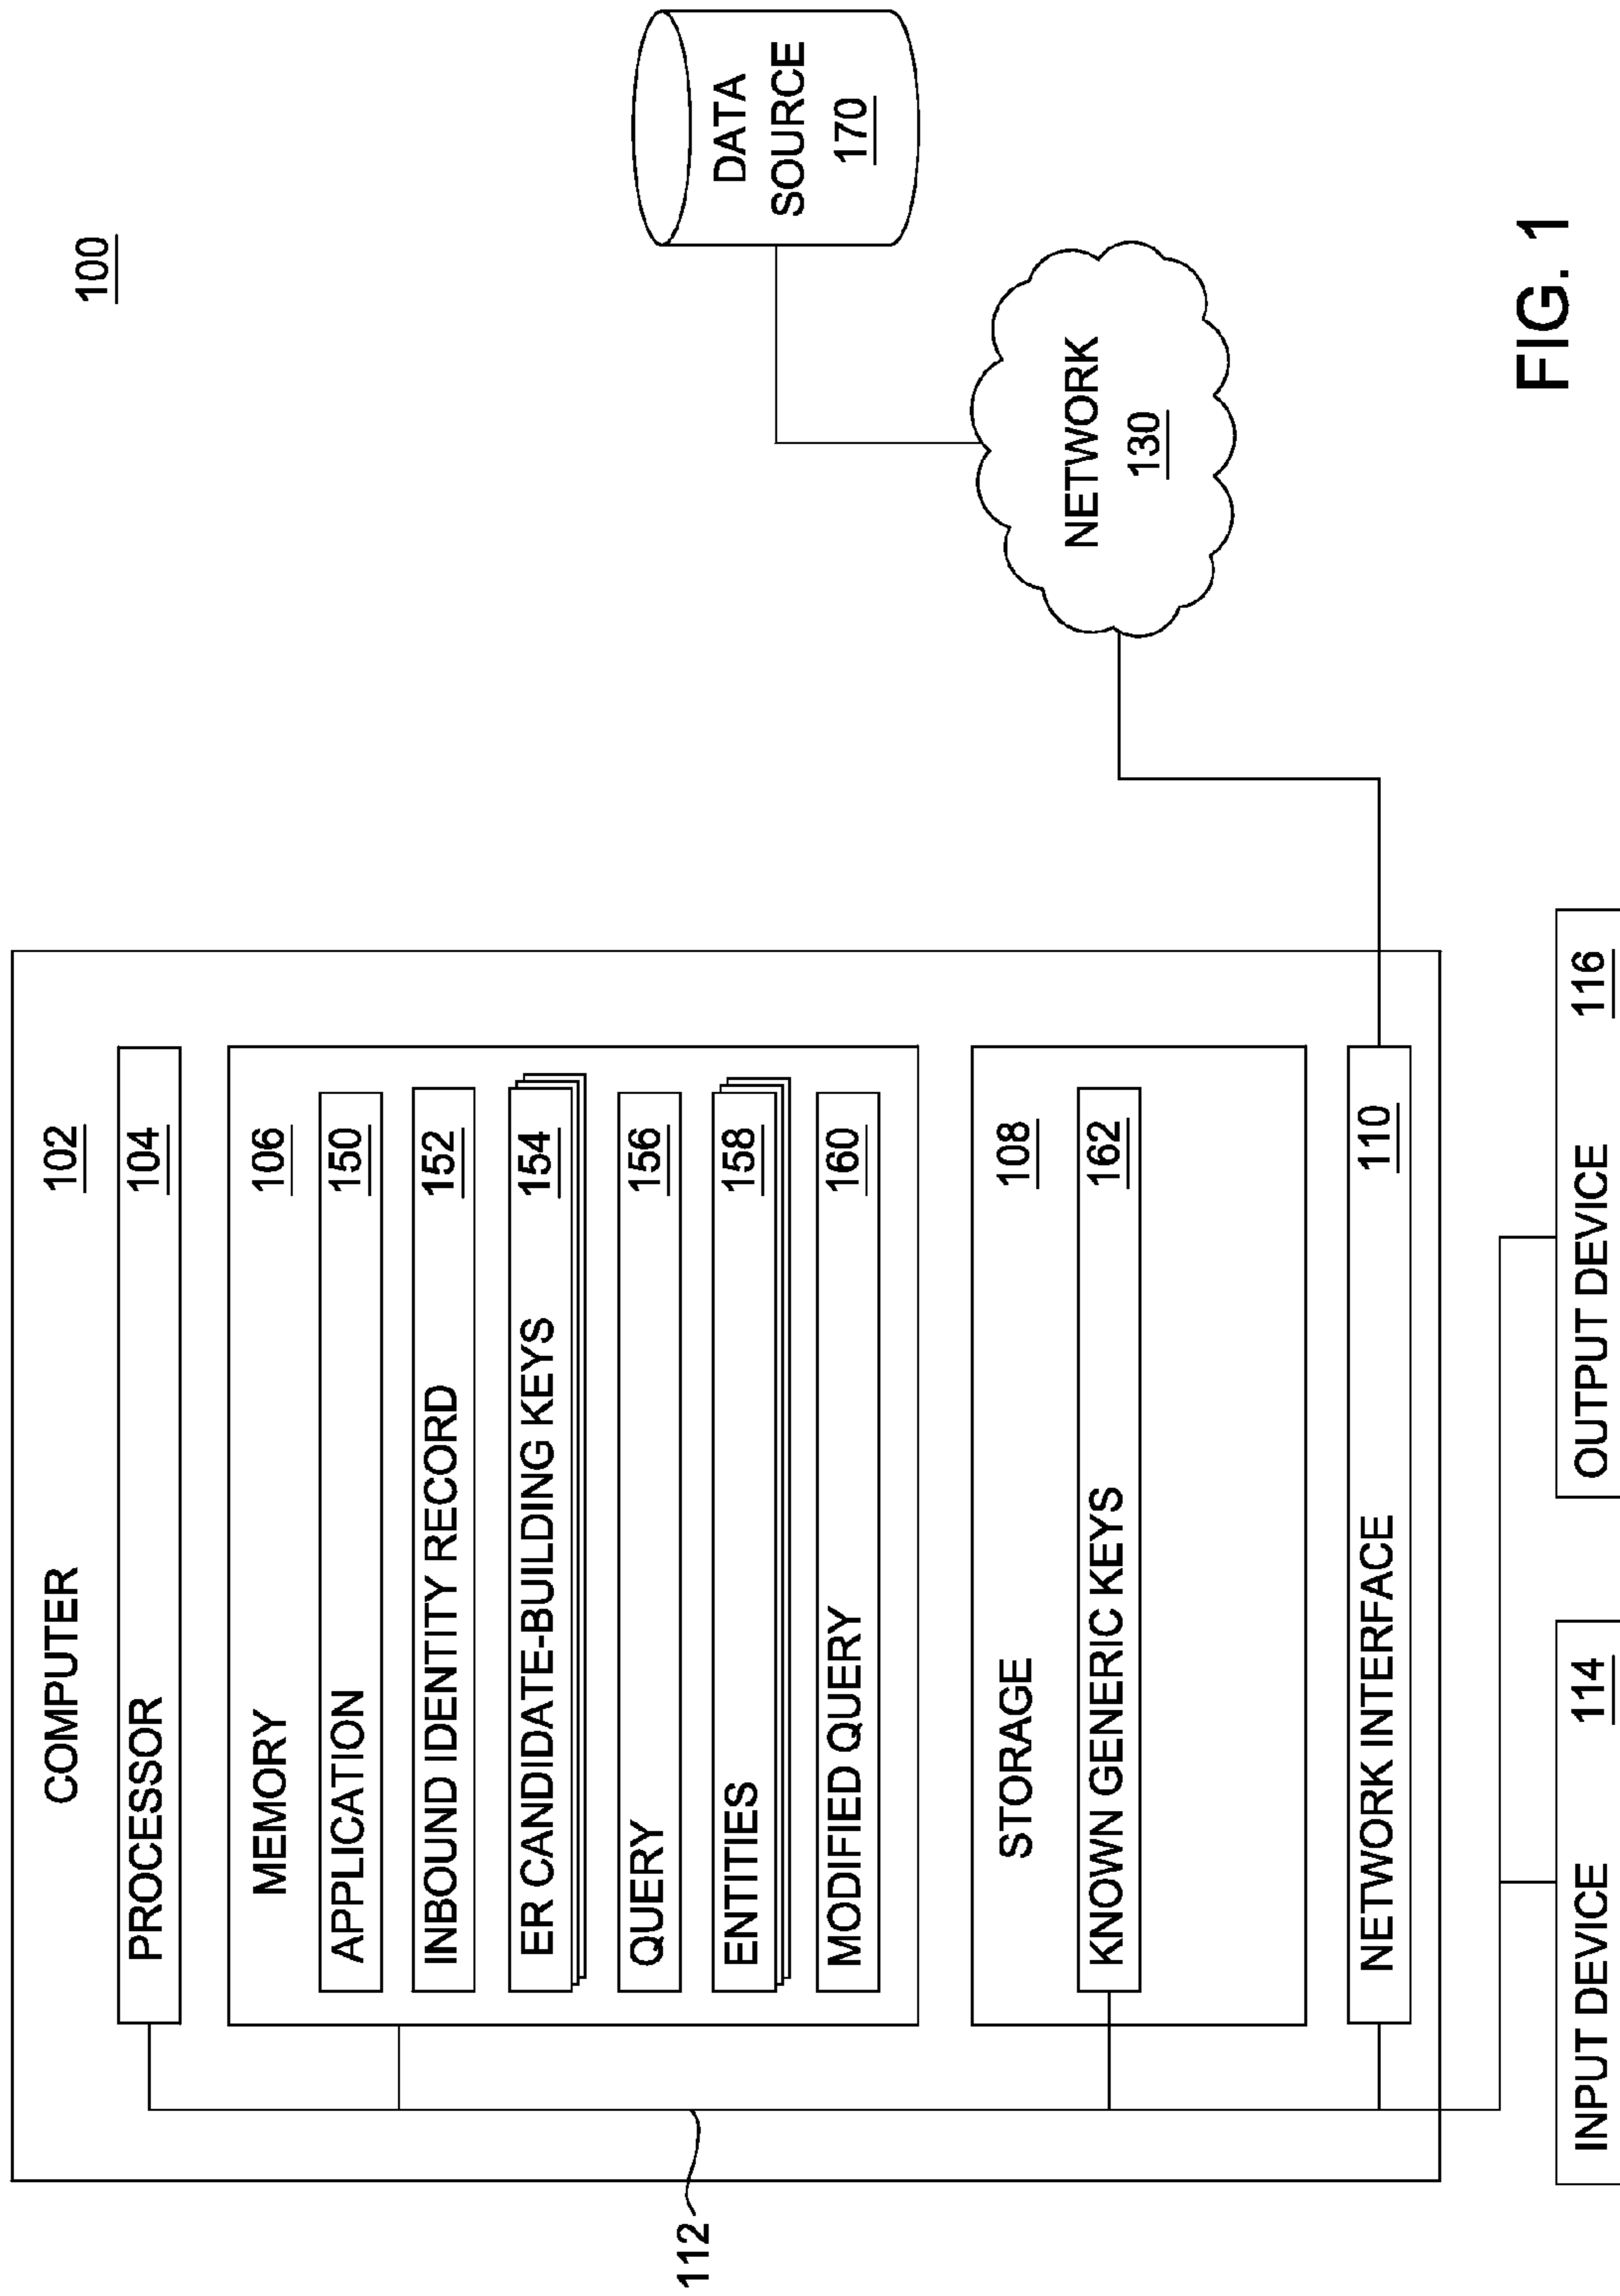 100
COMPUTER 102
PROCESSOR 104
MEMORY 106
APPLICATION 150
INBOUND IDENTITY RECORD 152
ER CANDIDATE-BUILDING KEYS 154
QUERY 156
ENTITIES 158
MODIFIED QUERY 160
112
STORAGE 108
KNOWN GENERIC KEYS 162
NETWORK INTERFACE 110
INPUT DEVICE 114
OUTPUT DEVICE 116
DATA
SOURCE
170
NETWORK
130
FIG. 1